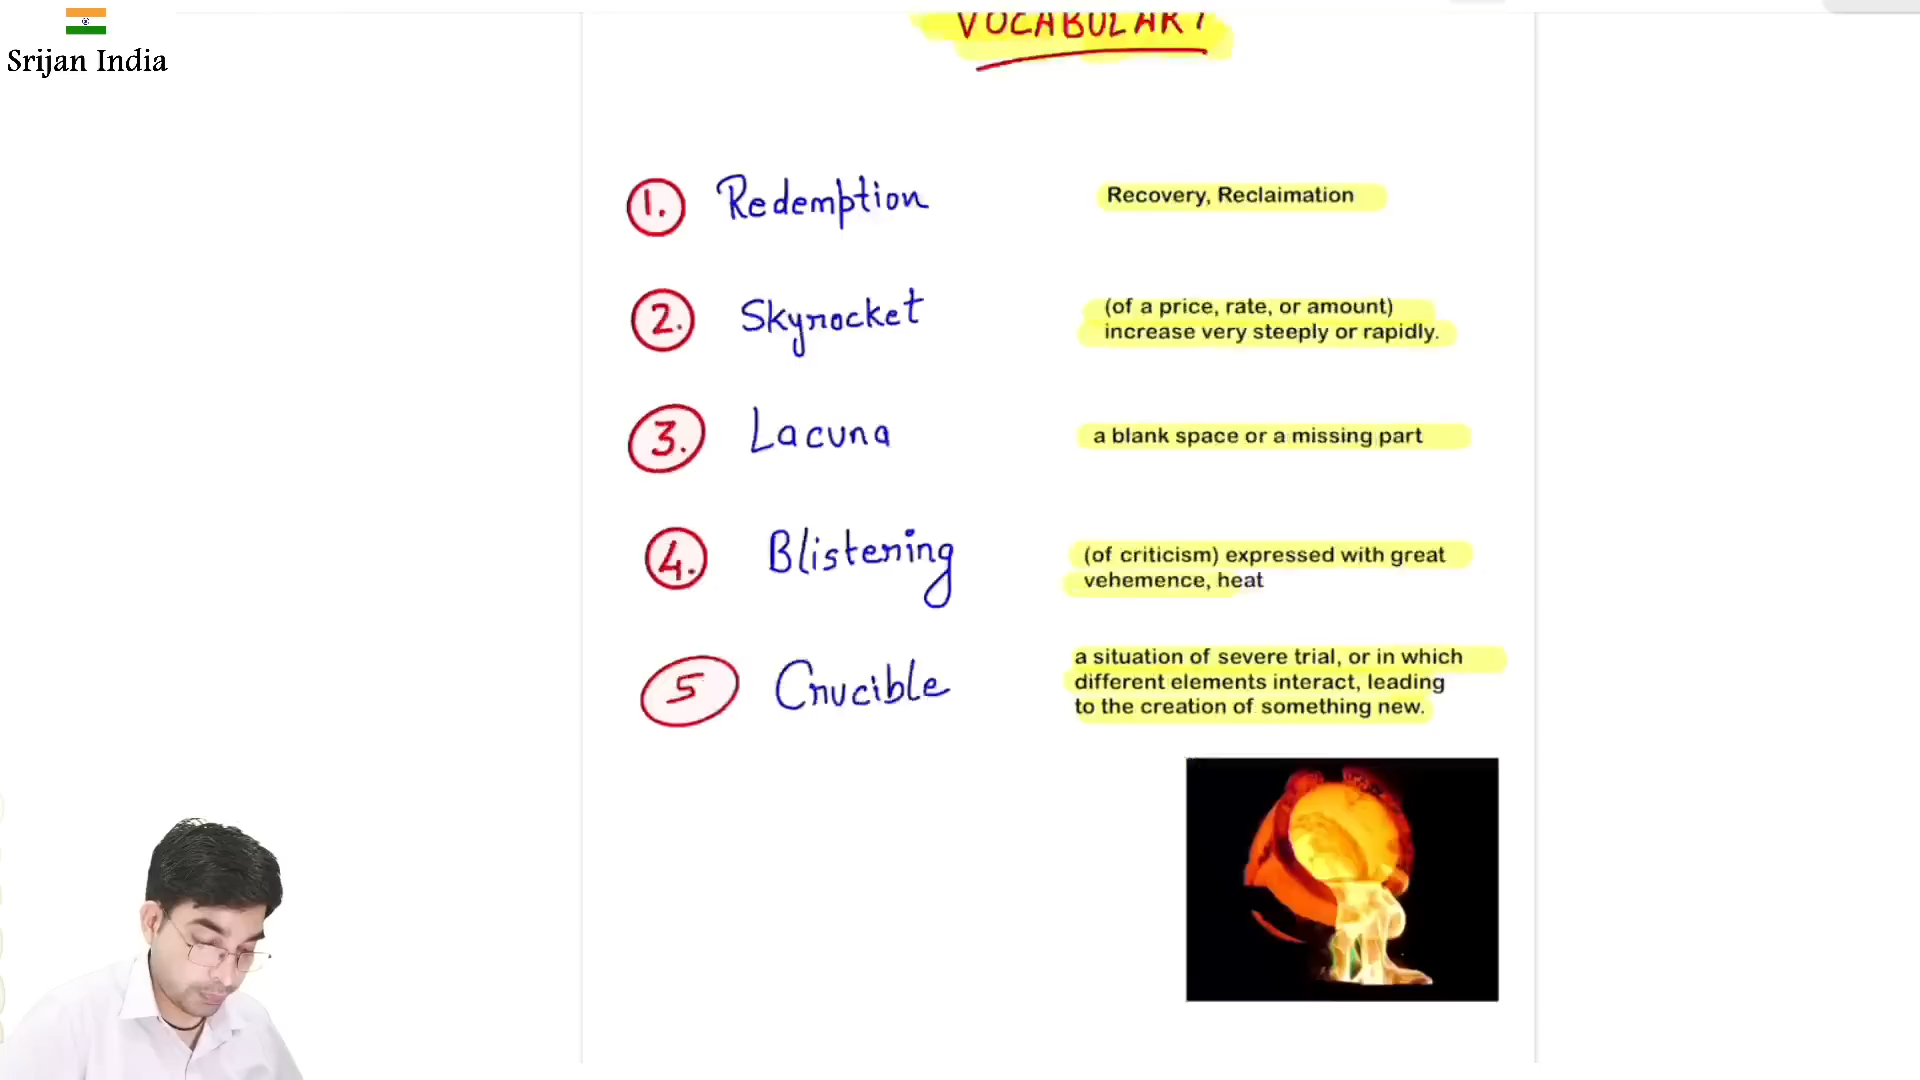 Srijan India
VOCABULARY
1. Redemption
Recovery, Reclaimation
2. Skyrocket
(of a price, rate, or amount)
increase very steeply or rapidly.
3. Lacuna
a blank space or a missing part
4. Blistering
(of criticism) expressed with great
vehemence, heat
5 Crucible
a situation of severe trial, or in which
different elements interact, leading
to the creation of something new.